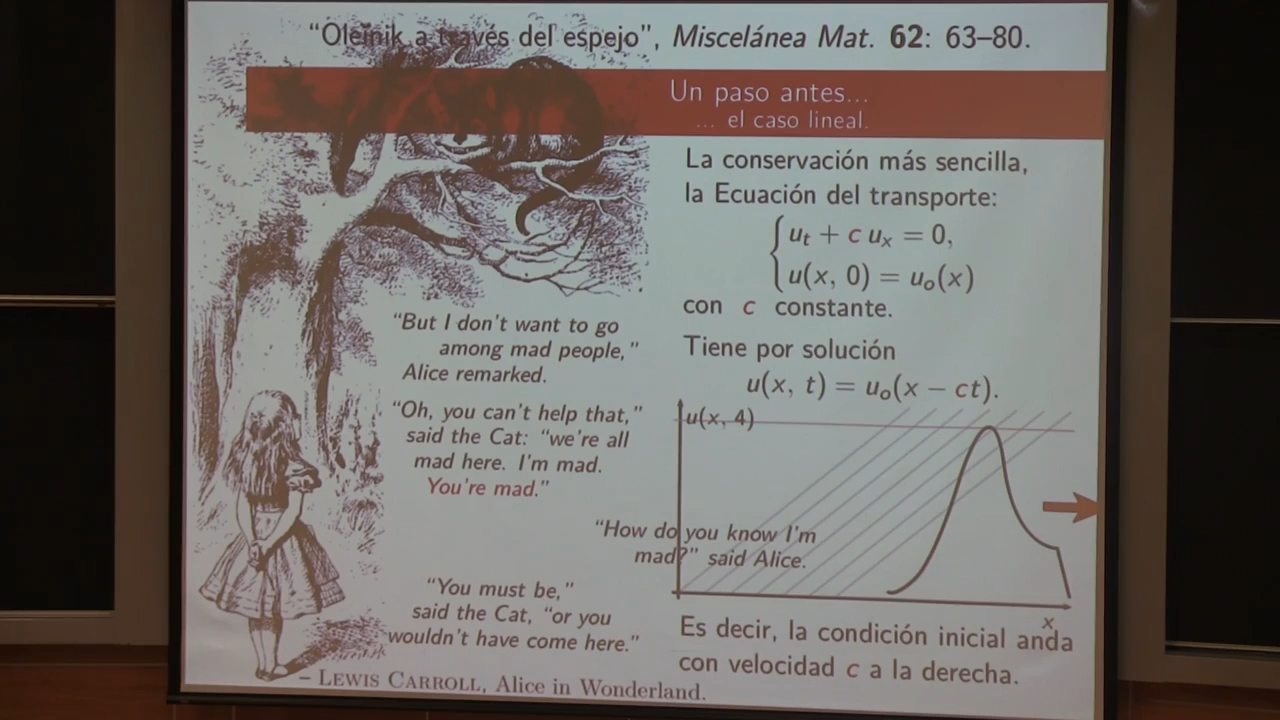 “Oleĭnik a través del espejo”, Miscelánea Mat. 62: 63–80.
Un paso antes...
... el caso lineal.
La conservación más sencilla,
la Ecuación del transporte:
u_t + c u_x = 0,
u(x, 0) = u_o(x)
con c constante.
Tiene por solución
u(x, t) = u_o(x − ct).
u(x, 4)
x
Es decir, la condición inicial anda
con velocidad c a la derecha.
“But I don't want to go
among mad people,”
Alice remarked.
“Oh, you can't help that,”
said the Cat: “we're all
mad here. I'm mad.
You're mad.”
“How do you know I'm
mad?” said Alice.
“You must be,”
said the Cat, “or you
wouldn't have come here.”
– Lewis Carroll, Alice in Wonderland.